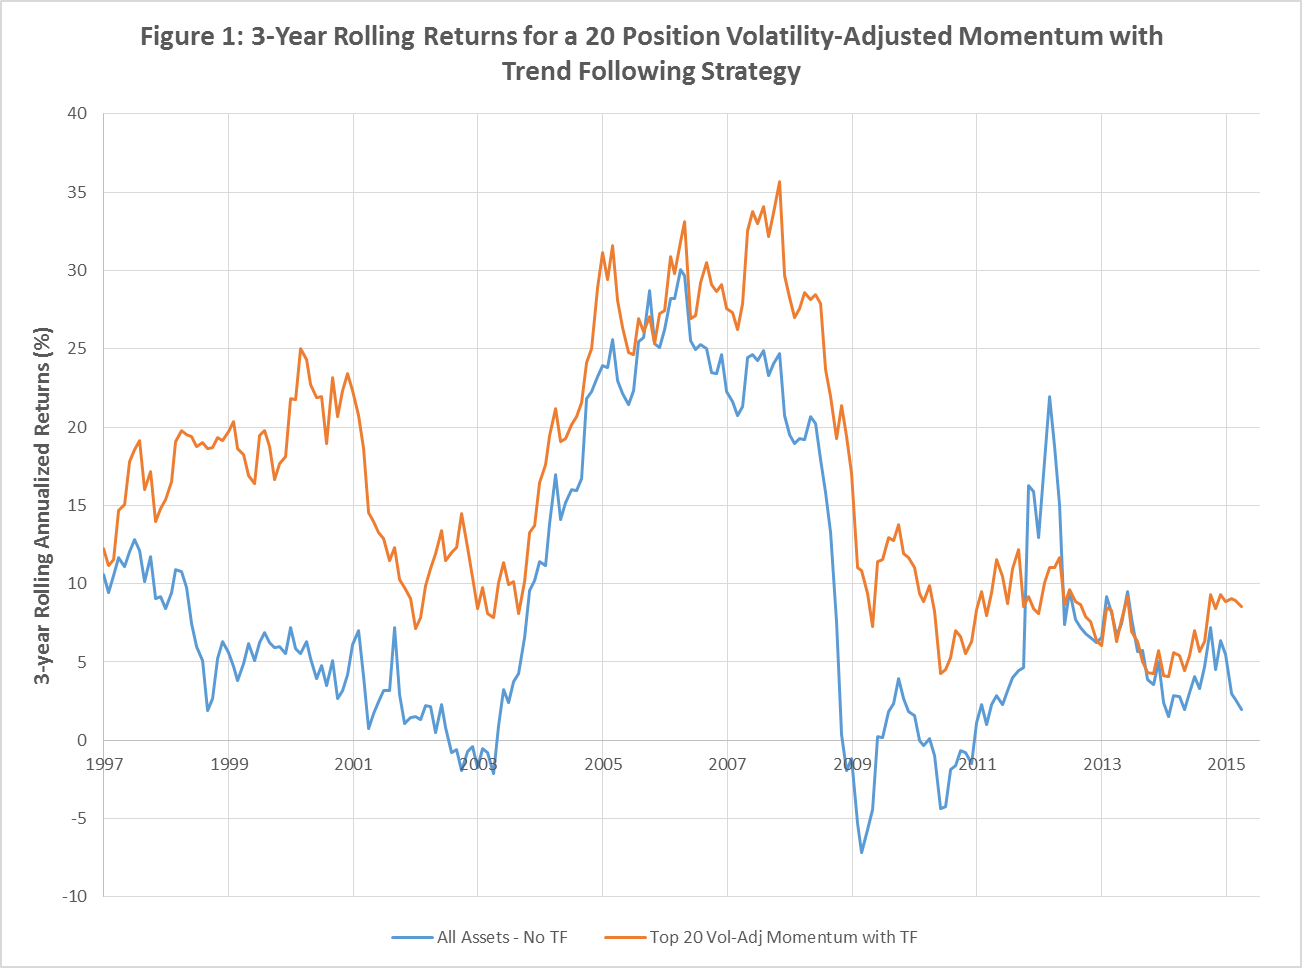 Figure 1: 3-Year Rolling Returns for a 20 Position Volatility-Adjusted Momentum with
Trend Following Strategy
3-year Rolling Annualized Returns (%)
40
35
30
25
20
15
10
5
0
-5
-10
1997 1999 2001 2003 2005 2007 2009 2011 2013 2015
All Assets - No TF Top 20 Vol-Adj Momentum with TF